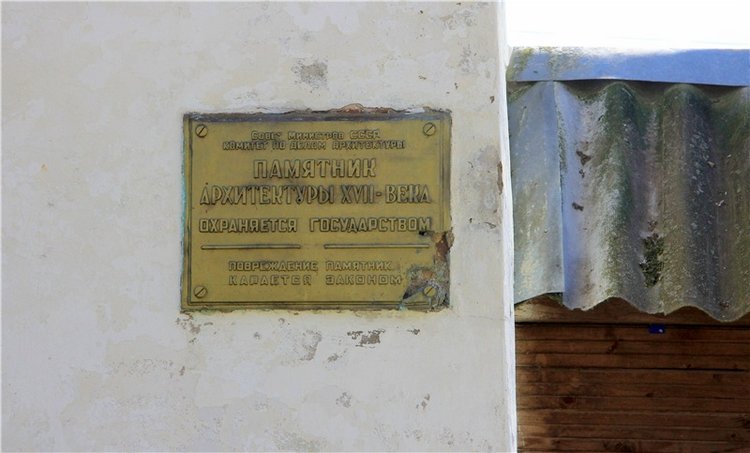 Совет Министров СССР
Комитет по делам архитектуры
ПАМЯТНИК
АРХИТЕКТУРЫ XVII-ВЕКА
ОХРАНЯЕТСЯ ГОСУДАРСТВОМ
ПОВРЕЖДЕНИЕ ПАМЯТНИК
КАРАЕТСЯ ЗАКОНОМ